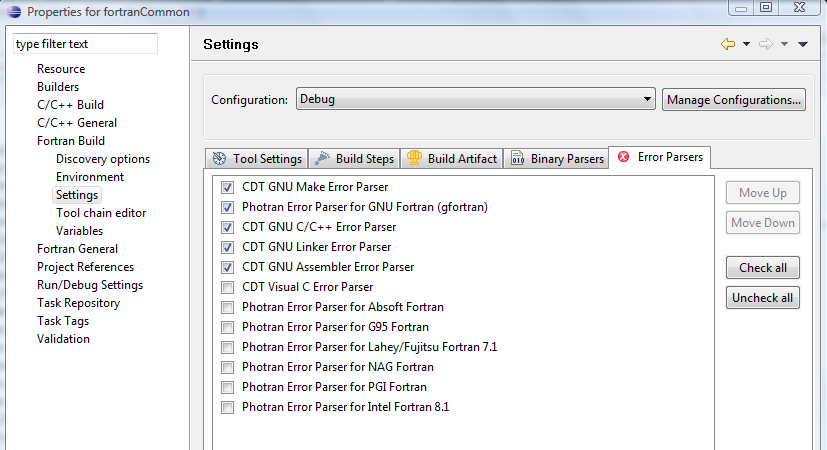 Properties for fortranCommon
type filter text
Resource
Builders
C/C++ Build
C/C++ General
Fortran Build
Discovery options
Environment
Settings
Tool chain editor
Variables
Fortran General
Project References
Run/Debug Settings
Task Repository
Task Tags
Validation
Settings
Configuration: Debug Manage Configurations...
Tool Settings Build Steps Build Artifact Binary Parsers Error Parsers
CDT GNU Make Error Parser
Photran Error Parser for GNU Fortran (gfortran)
CDT GNU C/C++ Error Parser
CDT GNU Linker Error Parser
CDT GNU Assembler Error Parser
CDT Visual C Error Parser
Photran Error Parser for Absoft Fortran
Photran Error Parser for G95 Fortran
Photran Error Parser for Lahey/Fujitsu Fortran 7.1
Photran Error Parser for NAG Fortran
Photran Error Parser for PGI Fortran
Photran Error Parser for Intel Fortran 8.1
Move Up
Move Down
Check all
Uncheck all